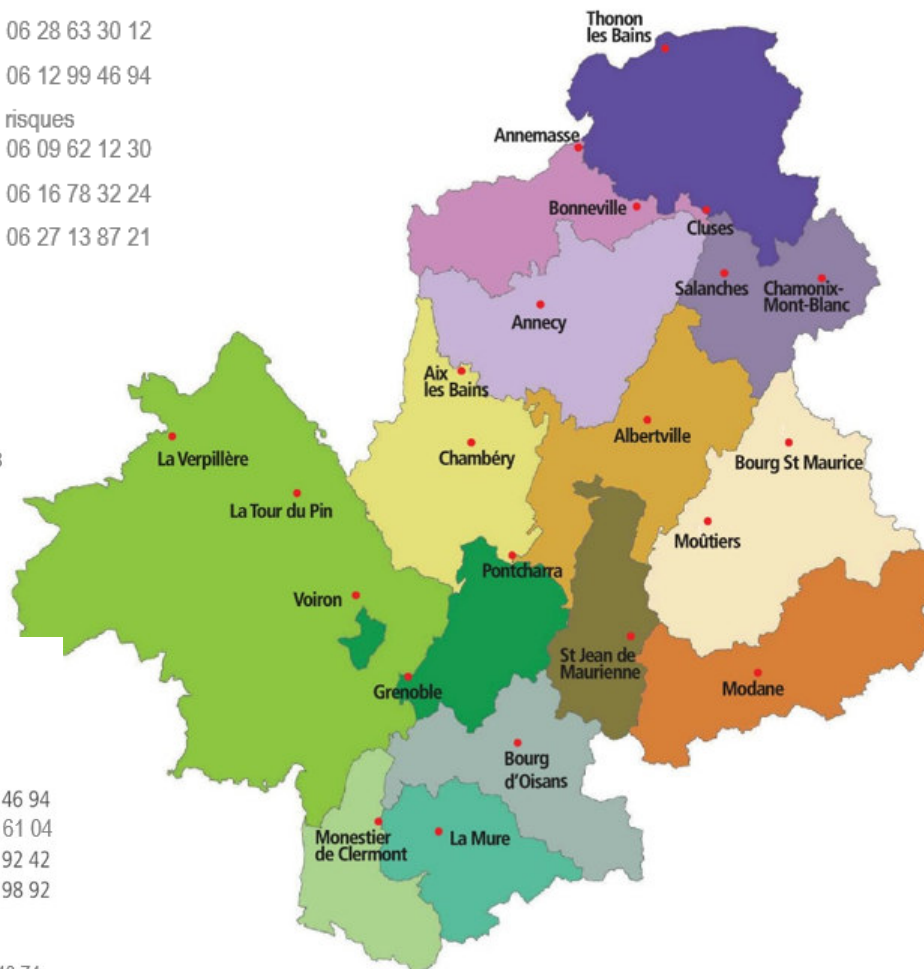 06 28 63 30 12
06 12 99 46 94
risques
06 09 62 12 30
06 16 78 32 24
06 27 13 87 21
Thonon
les Bains
Annemasse
Bonneville
Cluses
Salanches
Chamonix-
Mont-Blanc
Annecy
Aix
les Bains
Albertville
La Verpillère
Chambéry
Bourg St Maurice
La Tour du Pin
Moûtiers
Pontcharra
Voiron
St Jean de
Maurienne
Grenoble
Modane
Bourg
d'Oisans
46 94
61 04
92 42
98 92
Monestier
de Clermont
La Mure